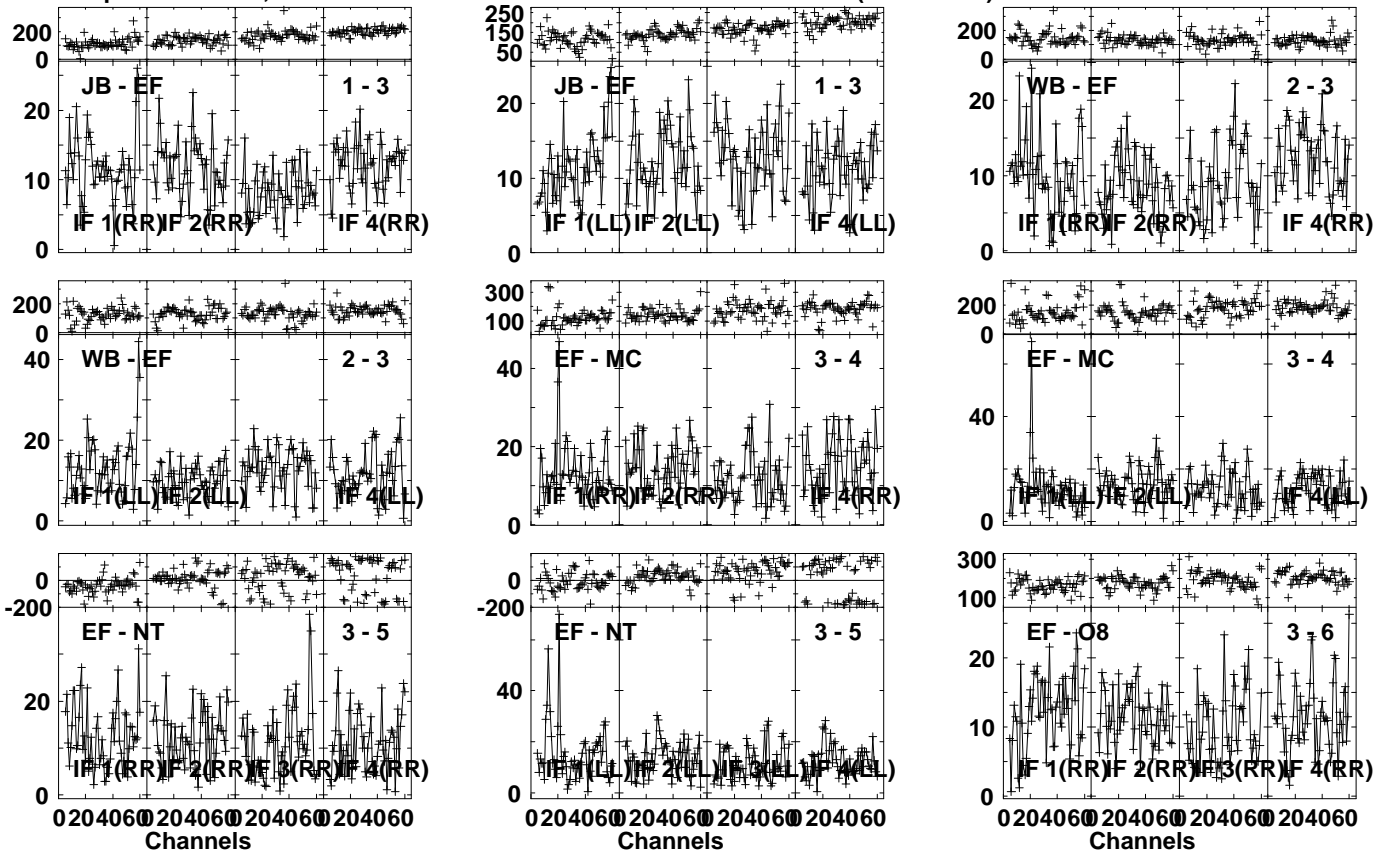 200
0
JB - EF
1 - 3
20
10
0
IF 1(RR)
IF 2(RR)
IF 4(RR)
250
150
50
JB - EF
1 - 3
20
10
0
IF 1(LL)
IF 2(LL)
IF 4(LL)
200
0
WB - EF
2 - 3
20
10
0
IF 1(RR)
IF 2(RR)
IF 4(RR)
200
0
WB - EF
2 - 3
40
20
0
IF 1(LL)
IF 2(LL)
IF 4(LL)
300
100
EF - MC
3 - 4
40
20
0
IF 1(RR)
IF 2(RR)
IF 4(RR)
200
0
EF - MC
3 - 4
40
20
0
IF 1(LL)
IF 2(LL)
IF 4(LL)
0
-200
EF - NT
3 - 5
20
0
IF 1(RR)
IF 2(RR)
IF 3(RR)
IF 4(RR)
0 20 40 60
0 20 40 60
0 20 40 60
0 20 40 60
Channels
0
-200
EF - NT
3 - 5
40
0
IF 1(LL)
IF 2(LL)
IF 3(LL)
IF 4(LL)
0 20 40 60
0 20 40 60
0 20 40 60
0 20 40 60
Channels
300
100
EF - O8
3 - 6
20
10
0
IF 1(RR)
IF 2(RR)
IF 3(RR)
IF 4(RR)
0 20 40 60
0 20 40 60
0 20 40 60
0 20 40 60
Channels